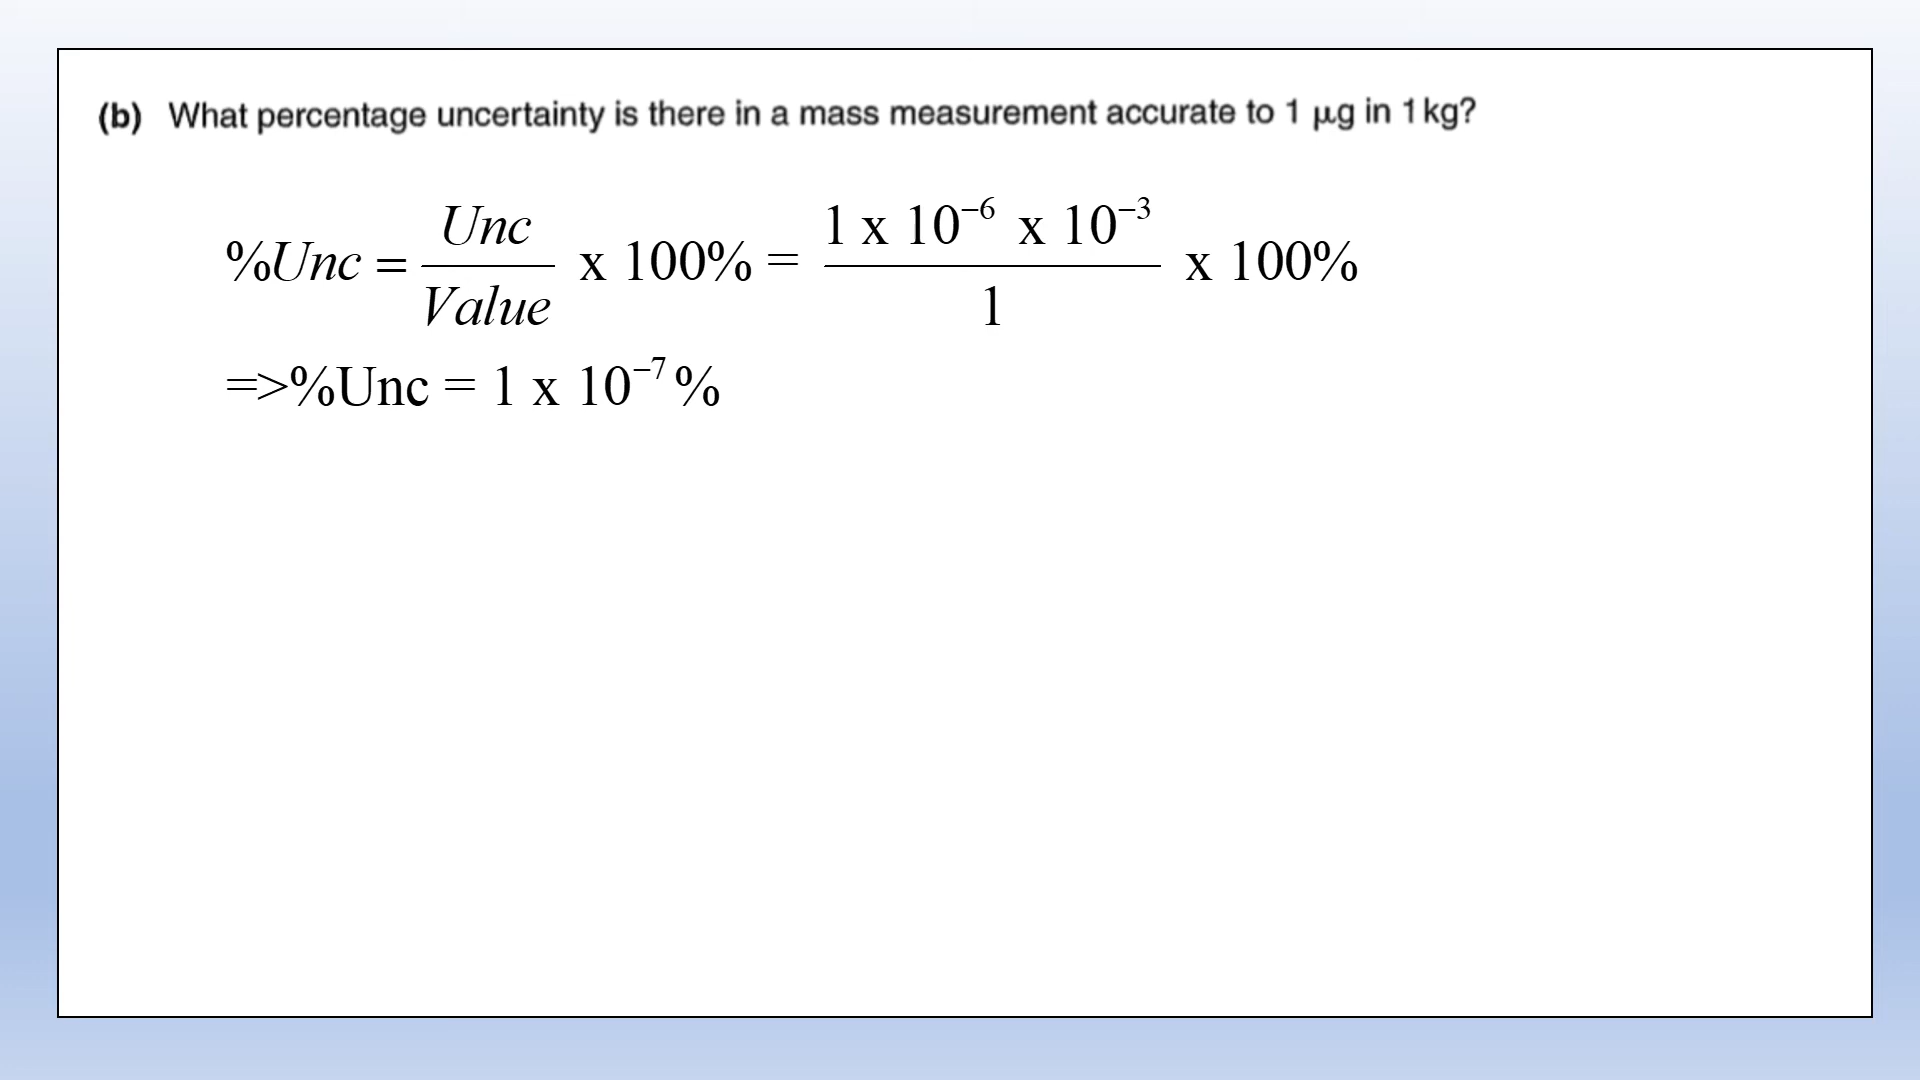 (b) What percentage uncertainty is there in a mass measurement accurate to 1 μg in 1 kg?
%Unc = Unc / Value x 100% = 1 x 10⁻⁶ x 10⁻³ / 1 x 100%
=>%Unc = 1 x 10⁻⁷ %